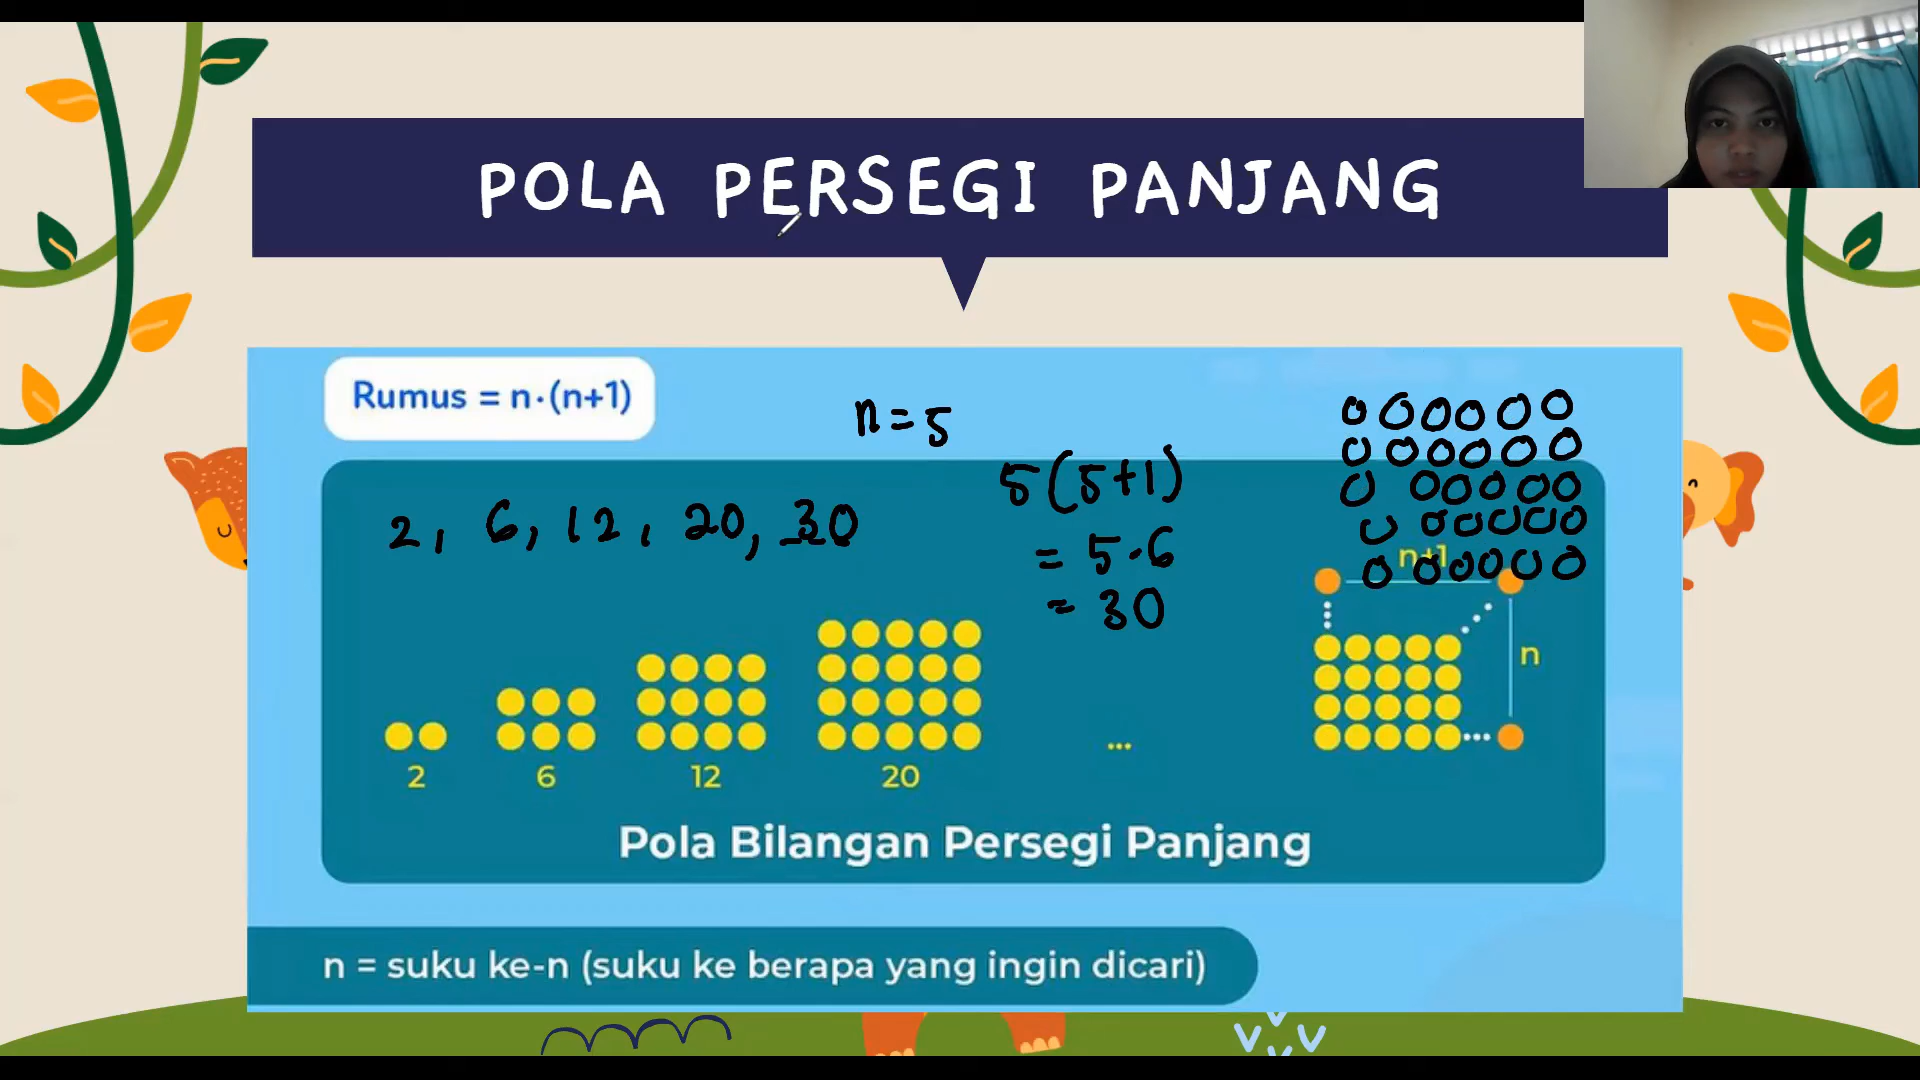 POLA PERSEGI PANJANG
Rumus = n·(n+1)
n = 5
5(5+1)
= 5·6
= 30
2, 6, 12, 20, 30
n+1
n
2
6
12
20
...
Pola Bilangan Persegi Panjang
n = suku ke-n (suku ke berapa yang ingin dicari)